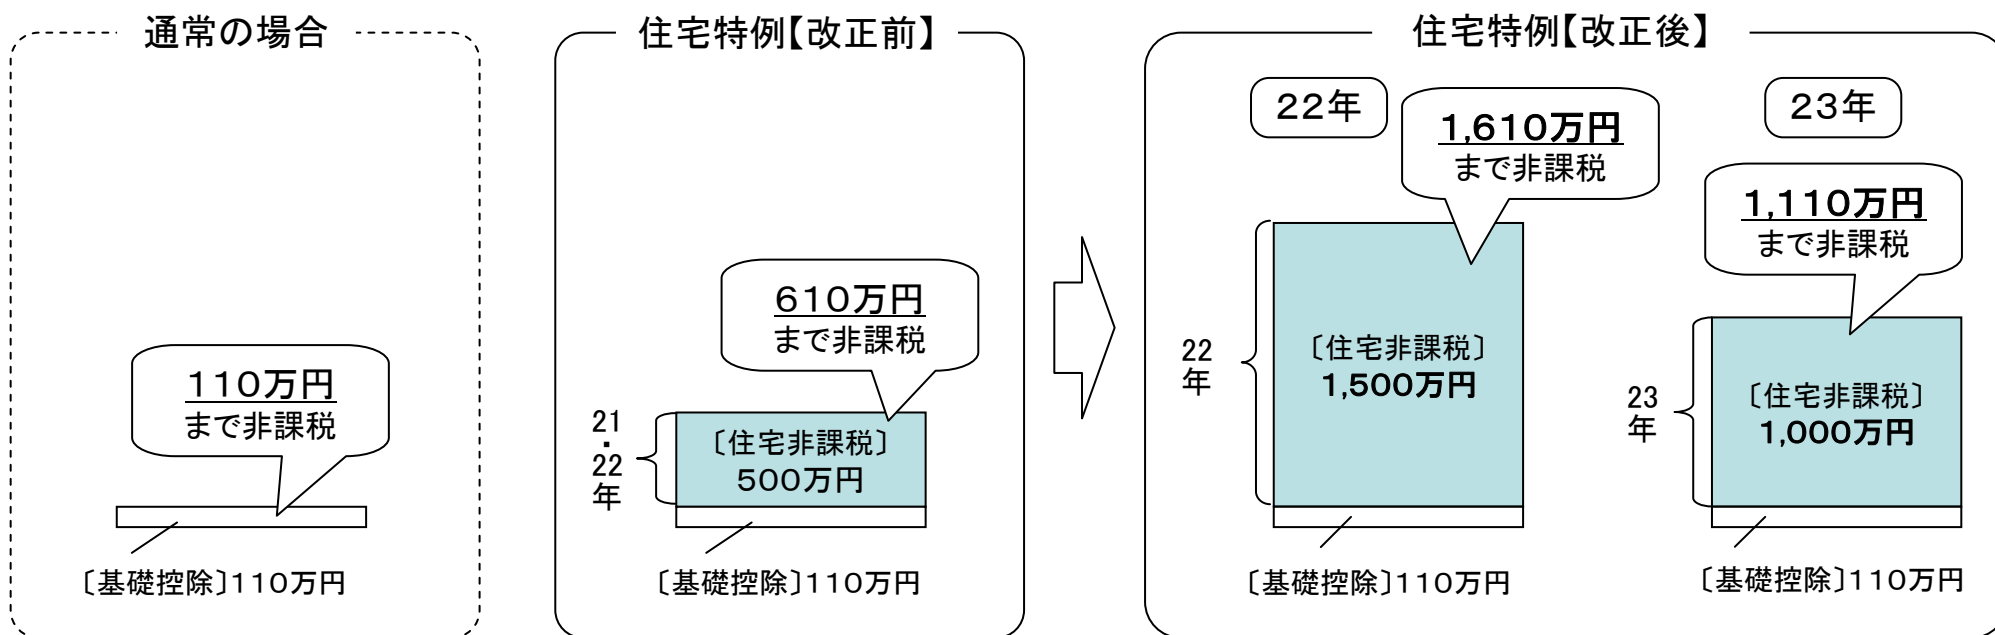 通常の場合
110万円
まで非課税
〔基礎控除〕110万円
住宅特例【改正前】
610万円
まで非課税
21・22年
〔住宅非課税〕
500万円
〔基礎控除〕110万円
住宅特例【改正後】
22年
1,610万円
まで非課税
22年
〔住宅非課税〕
1,500万円
〔基礎控除〕110万円
23年
1,110万円
まで非課税
23年
〔住宅非課税〕
1,000万円
〔基礎控除〕110万円